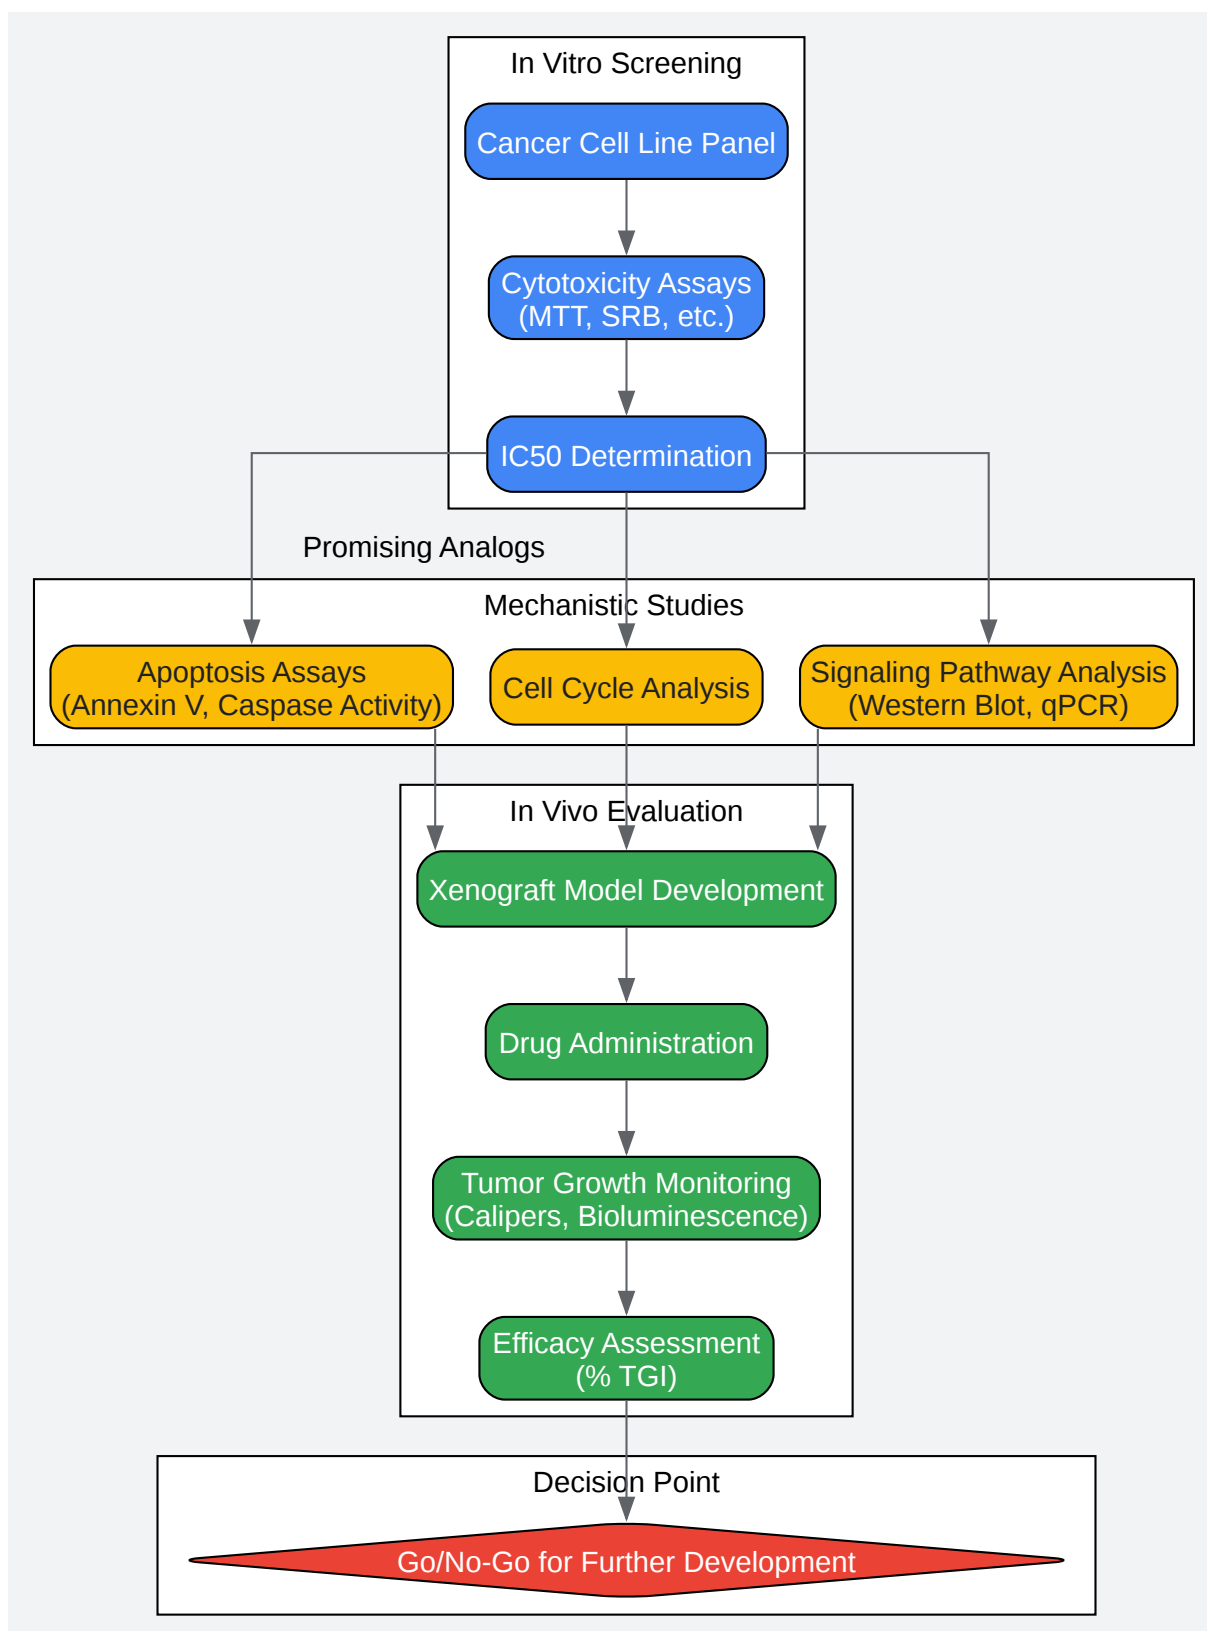 In Vitro Screening
Cancer Cell Line Panel
Cytotoxicity Assays
(MTT, SRB, etc.)
IC50 Determination
Promising Analogs
Mechanistic Studies
Apoptosis Assays
(Annexin V, Caspase Activity)
Cell Cycle Analysis
Signaling Pathway Analysis
(Western Blot, qPCR)
In Vivo Evaluation
Xenograft Model Development
Drug Administration
Tumor Growth Monitoring
(Calipers, Bioluminescence)
Efficacy Assessment
(% TGI)
Decision Point
Go/No-Go for Further Development